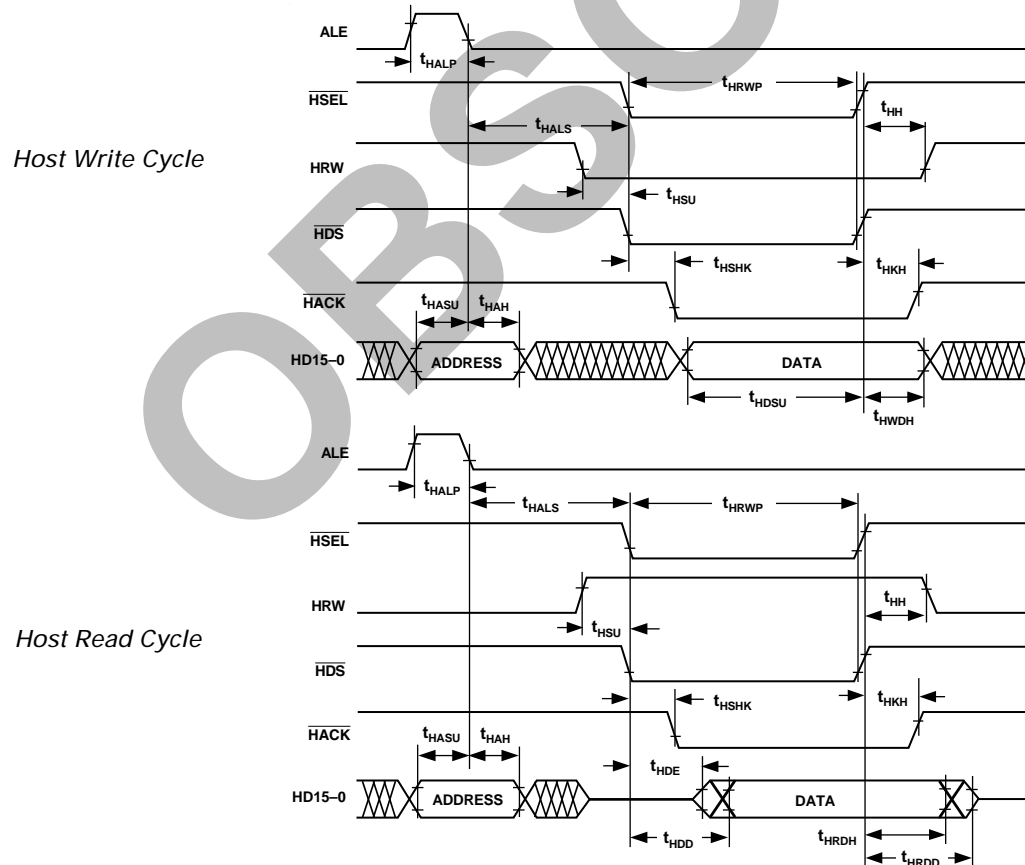 ALE
tHALP
HSEL
tHRWP
tHH
tHALS
Host Write Cycle
HRW
tHSU
HDS
tHSHK
tHKH
HACK
tHASU
tHAH
HD15–0
ADDRESS
DATA
tHDSU
tHWDH
ALE
tHALP
tHALS
tHRWP
HSEL
HRW
tHH
tHSU
Host Read Cycle
HDS
tHSHK
tHKH
HACK
tHASU
tHAH
tHDE
HD15–0
ADDRESS
DATA
tHDD
tHRDH
tHRDD
OBSO